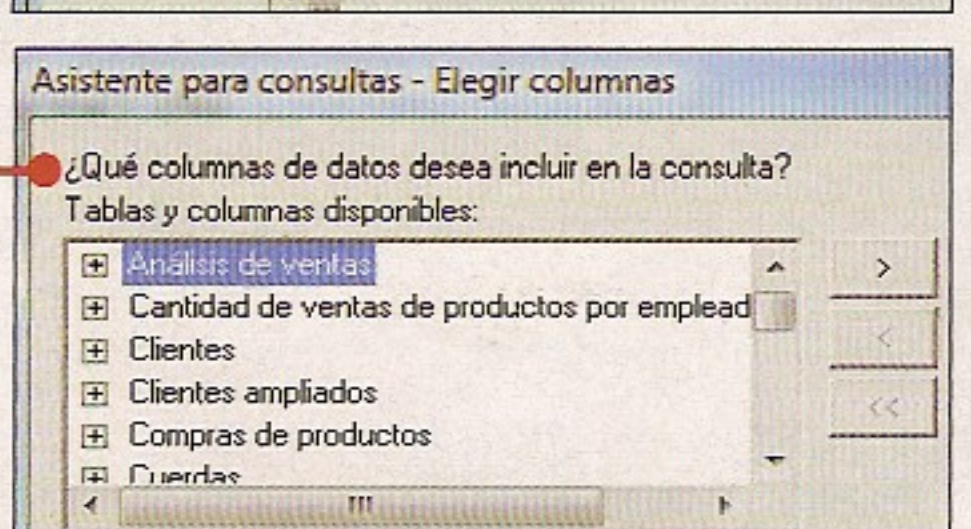 Asistente para consultas - Elegir columnas
¿Qué columnas de datos desea incluir en la consulta?
Tablas y columnas disponibles:
Análisis de ventas
Cantidad de ventas de productos por emplead
Clientes
Clientes ampliados
Compras de productos
Cuerdas
>
<
<<